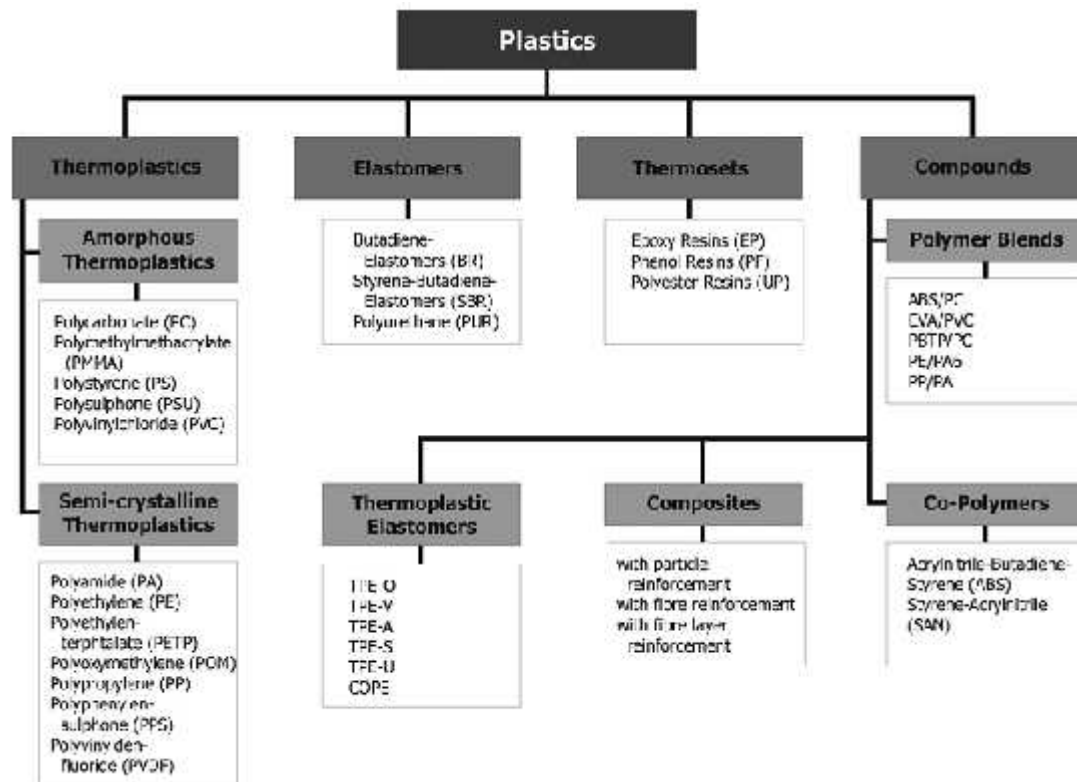 Plastics
Thermoplastics
Elastomers
Thermosets
Compounds
Amorphous
Thermoplastics
Polycarbonate (PC)
Polymethylmethacrylate
(PMMA)
Polystyrene (PS)
Polysulphone (PSU)
Polyvinylchloride (PVC)
Semi-crystalline
Thermoplastics
Polyamide (PA)
Polyethylene (PE)
Polyethylen-
terphtalate (PETP)
Polyoxymethylene (POM)
Polypropylene (PP)
Polyphenylen-
sulphone (PPS)
Polyvinyliden-
fluoride (PVDF)
Butadiene-
Elastomers (BR)
Styrene-Butadiene-
Elastomers (SBR)
Polyurethane (PUR)
Epoxy Resins (EP)
Phenol Resins (PF)
Polyester Resins (UP)
Polymer Blends
ABS/PC
EVA/PVC
PBTP/PC
PE/PA6
PP/PA
Thermoplastic
Elastomers
TPE-O
TPE-V
TPE-A
TPE-S
TPE-U
COPE
Composites
with particle
reinforcement
with fibre reinforcement
with fibre layer
reinforcement
Co-Polymers
Acrylnitrile-Butadiene-
Styrene (ABS)
Styrene-Acrylnitrile
(SAN)